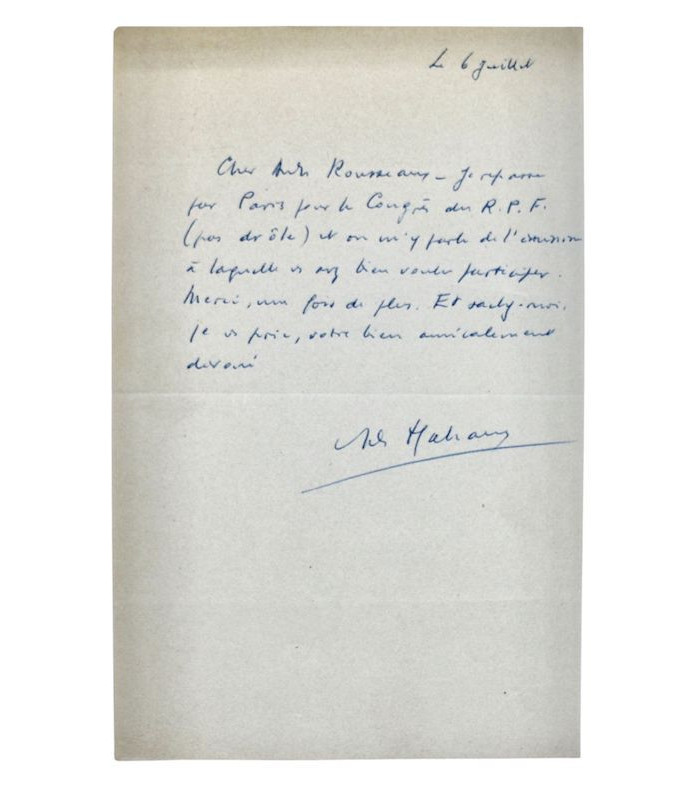 Le 6 juillet
Cher André Rousseaux – Je repasse
par Paris pour le Congrès du R.P.F.
(pas drôle) et on m'y parle de l'émission
à laquelle vs avez bien voulu participer.
Merci, une fois de plus. Et sachez-moi,
je vs prie, votre bien amicalement
dévoué
André Malraux